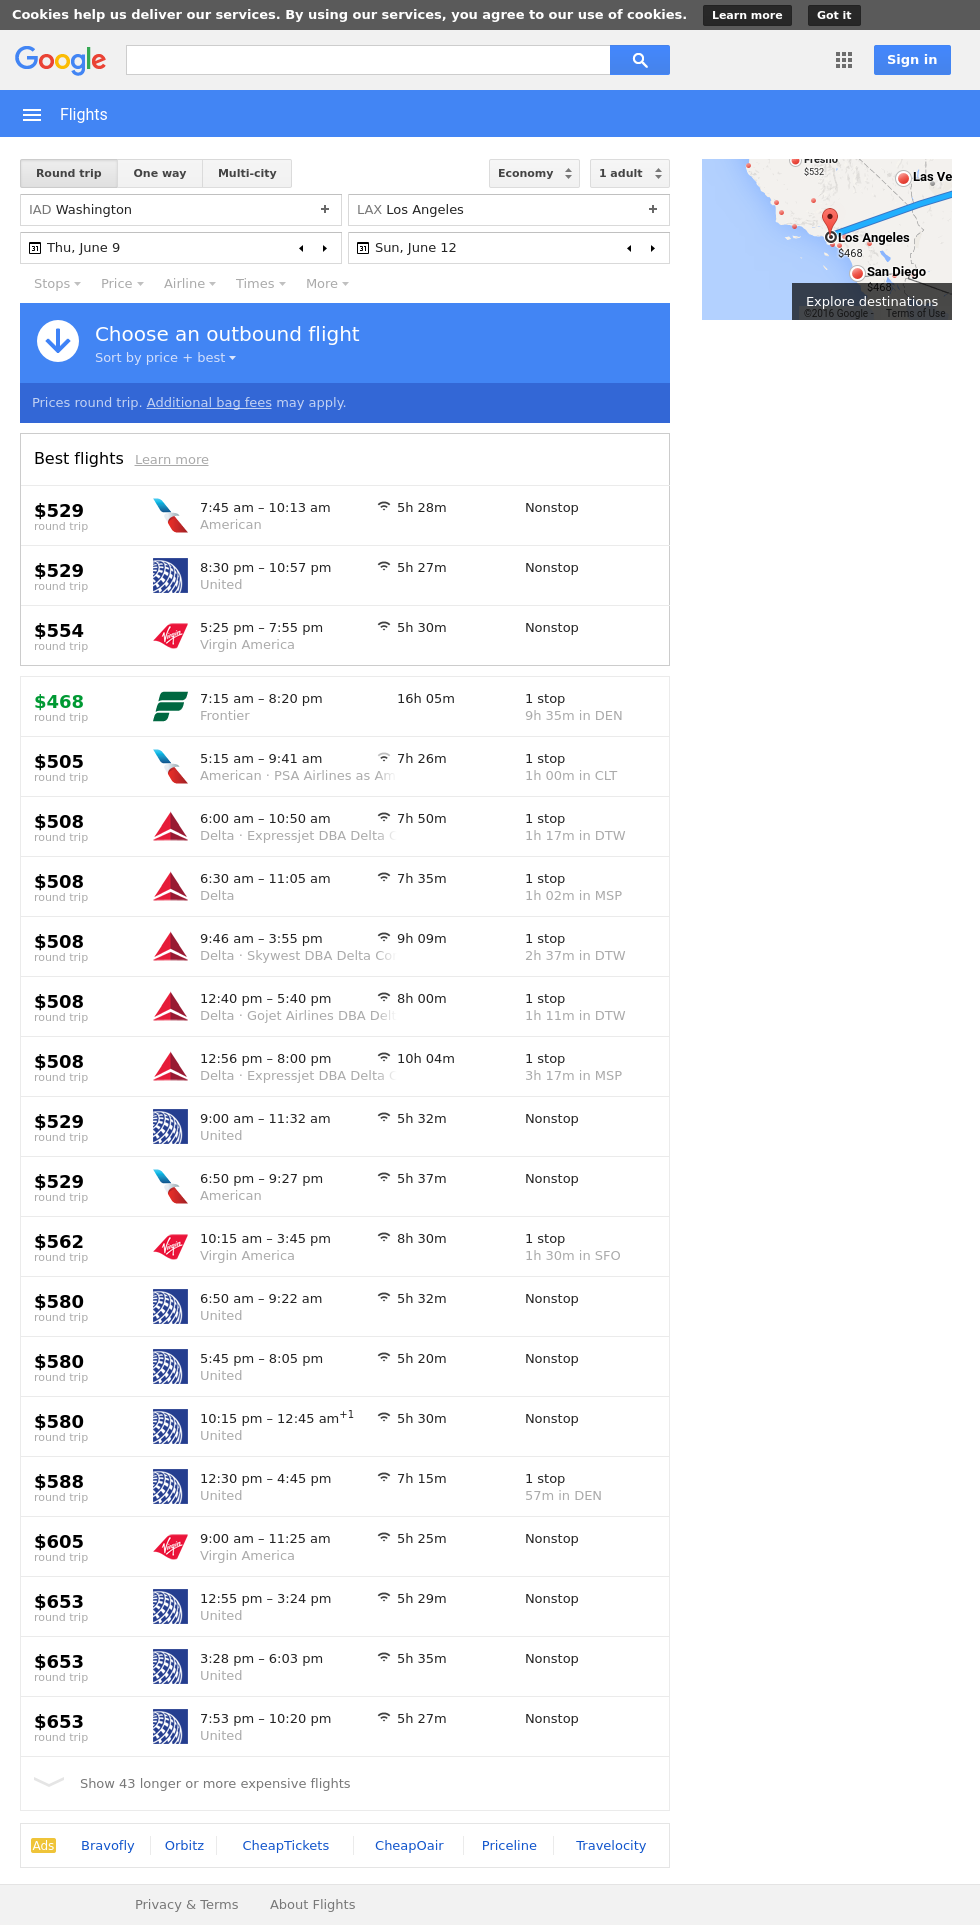 Cookies help us deliver our services. By using our services, you agree to our use of cookies. Learn more Got it
Google Sign in
Flights
Round trip One way Multi-city Economy 1 adult
IAD Washington + LAX Los Angeles +
31 Thu, June 9 31 Sun, June 12
Stops Price Airline Times More
Fresno
$532
Las Ve
Los Angeles
$468
San Diego
$468
Explore destinations
©2016 Google - Terms of Use
Choose an outbound flight
Sort by price + best
Prices round trip. Additional bag fees may apply.
Best flights Learn more
$529 7:45 am – 10:13 am 5h 28m Nonstop
round trip American
$529 8:30 pm – 10:57 pm 5h 27m Nonstop
round trip United
$554 5:25 pm – 7:55 pm 5h 30m Nonstop
round trip Virgin America
$468 7:15 am – 8:20 pm 16h 05m 1 stop
round trip Frontier 9h 35m in DEN
$505 5:15 am – 9:41 am 7h 26m 1 stop
round trip American · PSA Airlines as Am 1h 00m in CLT
$508 6:00 am – 10:50 am 7h 50m 1 stop
round trip Delta · Expressjet DBA Delta C 1h 17m in DTW
$508 6:30 am – 11:05 am 7h 35m 1 stop
round trip Delta 1h 02m in MSP
$508 9:46 am – 3:55 pm 9h 09m 1 stop
round trip Delta · Skywest DBA Delta Co 2h 37m in DTW
$508 12:40 pm – 5:40 pm 8h 00m 1 stop
round trip Delta · Gojet Airlines DBA Delt 1h 11m in DTW
$508 12:56 pm – 8:00 pm 10h 04m 1 stop
round trip Delta · Expressjet DBA Delta C 3h 17m in MSP
$529 9:00 am – 11:32 am 5h 32m Nonstop
round trip United
$529 6:50 pm – 9:27 pm 5h 37m Nonstop
round trip American
$562 10:15 am – 3:45 pm 8h 30m 1 stop
round trip Virgin America 1h 30m in SFO
$580 6:50 am – 9:22 am 5h 32m Nonstop
round trip United
$580 5:45 pm – 8:05 pm 5h 20m Nonstop
round trip United
$580 10:15 pm – 12:45 am+1 5h 30m Nonstop
round trip United
$588 12:30 pm – 4:45 pm 7h 15m 1 stop
round trip United 57m in DEN
$605 9:00 am – 11:25 am 5h 25m Nonstop
round trip Virgin America
$653 12:55 pm – 3:24 pm 5h 29m Nonstop
round trip United
$653 3:28 pm – 6:03 pm 5h 35m Nonstop
round trip United
$653 7:53 pm – 10:20 pm 5h 27m Nonstop
round trip United
Show 43 longer or more expensive flights
Ads Bravofly Orbitz CheapTickets CheapOair Priceline Travelocity
Privacy & Terms About Flights